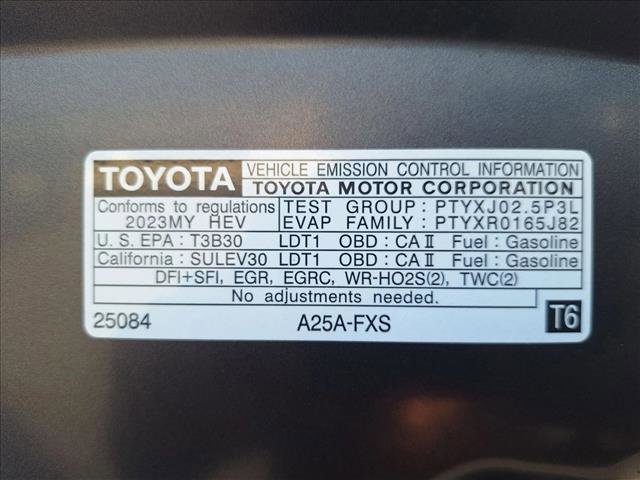 TOYOTA
VEHICLE EMISSION CONTROL INFORMATION
TOYOTA MOTOR CORPORATION
Conforms to regulations
2023MY HEV
TEST GROUP: PTYXJ02.5P3L
EVAP FAMILY: PTYXR0165J82
U. S. EPA : T3B30 LDT1 OBD: CA II Fuel: Gasoline
California : SULEV30 LDT1 OBD: CA II Fuel: Gasoline
DFI+SFI, EGR, EGRC, WR-HO2S(2), TWC(2)
No adjustments needed.
25084 A25A-FXS T6